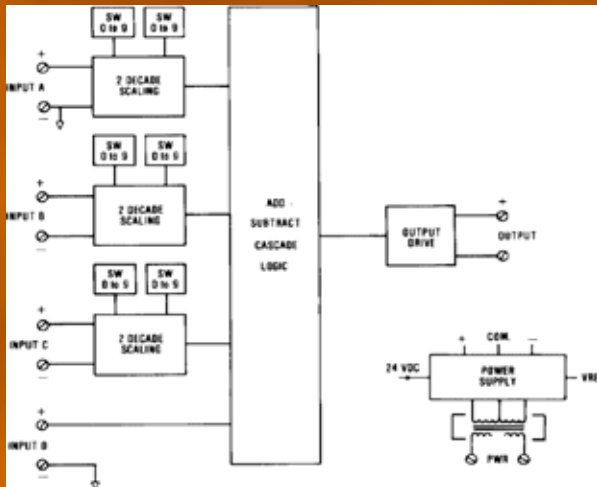 SW
0 to 9
SW
0 to 9
+
INPUT A
—
2 DECADE
SCALING
SW
0 to 9
SW
0 to 9
+
INPUT B
—
2 DECADE
SCALING
SW
0 to 9
SW
0 to 9
+
INPUT C
—
2 DECADE
SCALING
+
INPUT D
—
ADD -
SUBTRACT
CASCADE
LOGIC
OUTPUT
DRIVE
+
OUTPUT
—
+ COM. —
24 VDC
POWER
SUPPLY
VRE
PWR